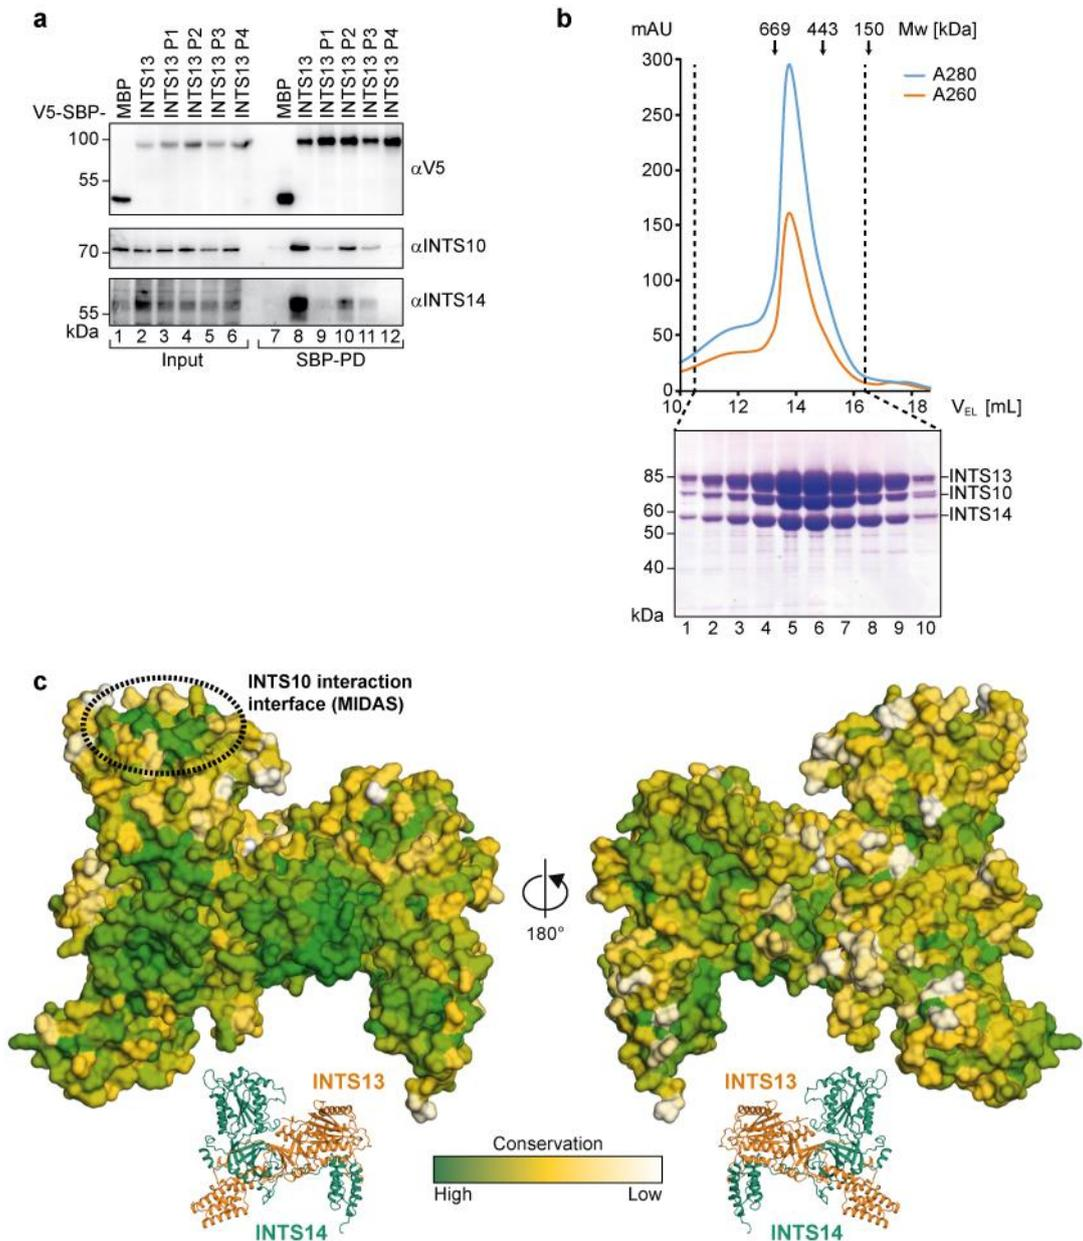 a
V5-SBP-
MBP
INTS13
INTS13 P1
INTS13 P2
INTS13 P3
INTS13 P4
MBP
INTS13
INTS13 P1
INTS13 P2
INTS13 P3
INTS13 P4
100
55
αV5
70
αINTS10
55
αINTS14
kDa
1 2 3 4 5 6 7 8 9 10 11 12
Input SBP-PD
b
mAU 669 443 150 Mw [kDa]
300
250
200
150
100
50
0
A280
A260
10 12 14 16 18 VEL [mL]
85
60
50
40
kDa
INTS13
INTS10
INTS14
1 2 3 4 5 6 7 8 9 10
c
INTS10 interaction
interface (MIDAS)
180°
INTS13
INTS14
INTS13
INTS14
Conservation
High Low